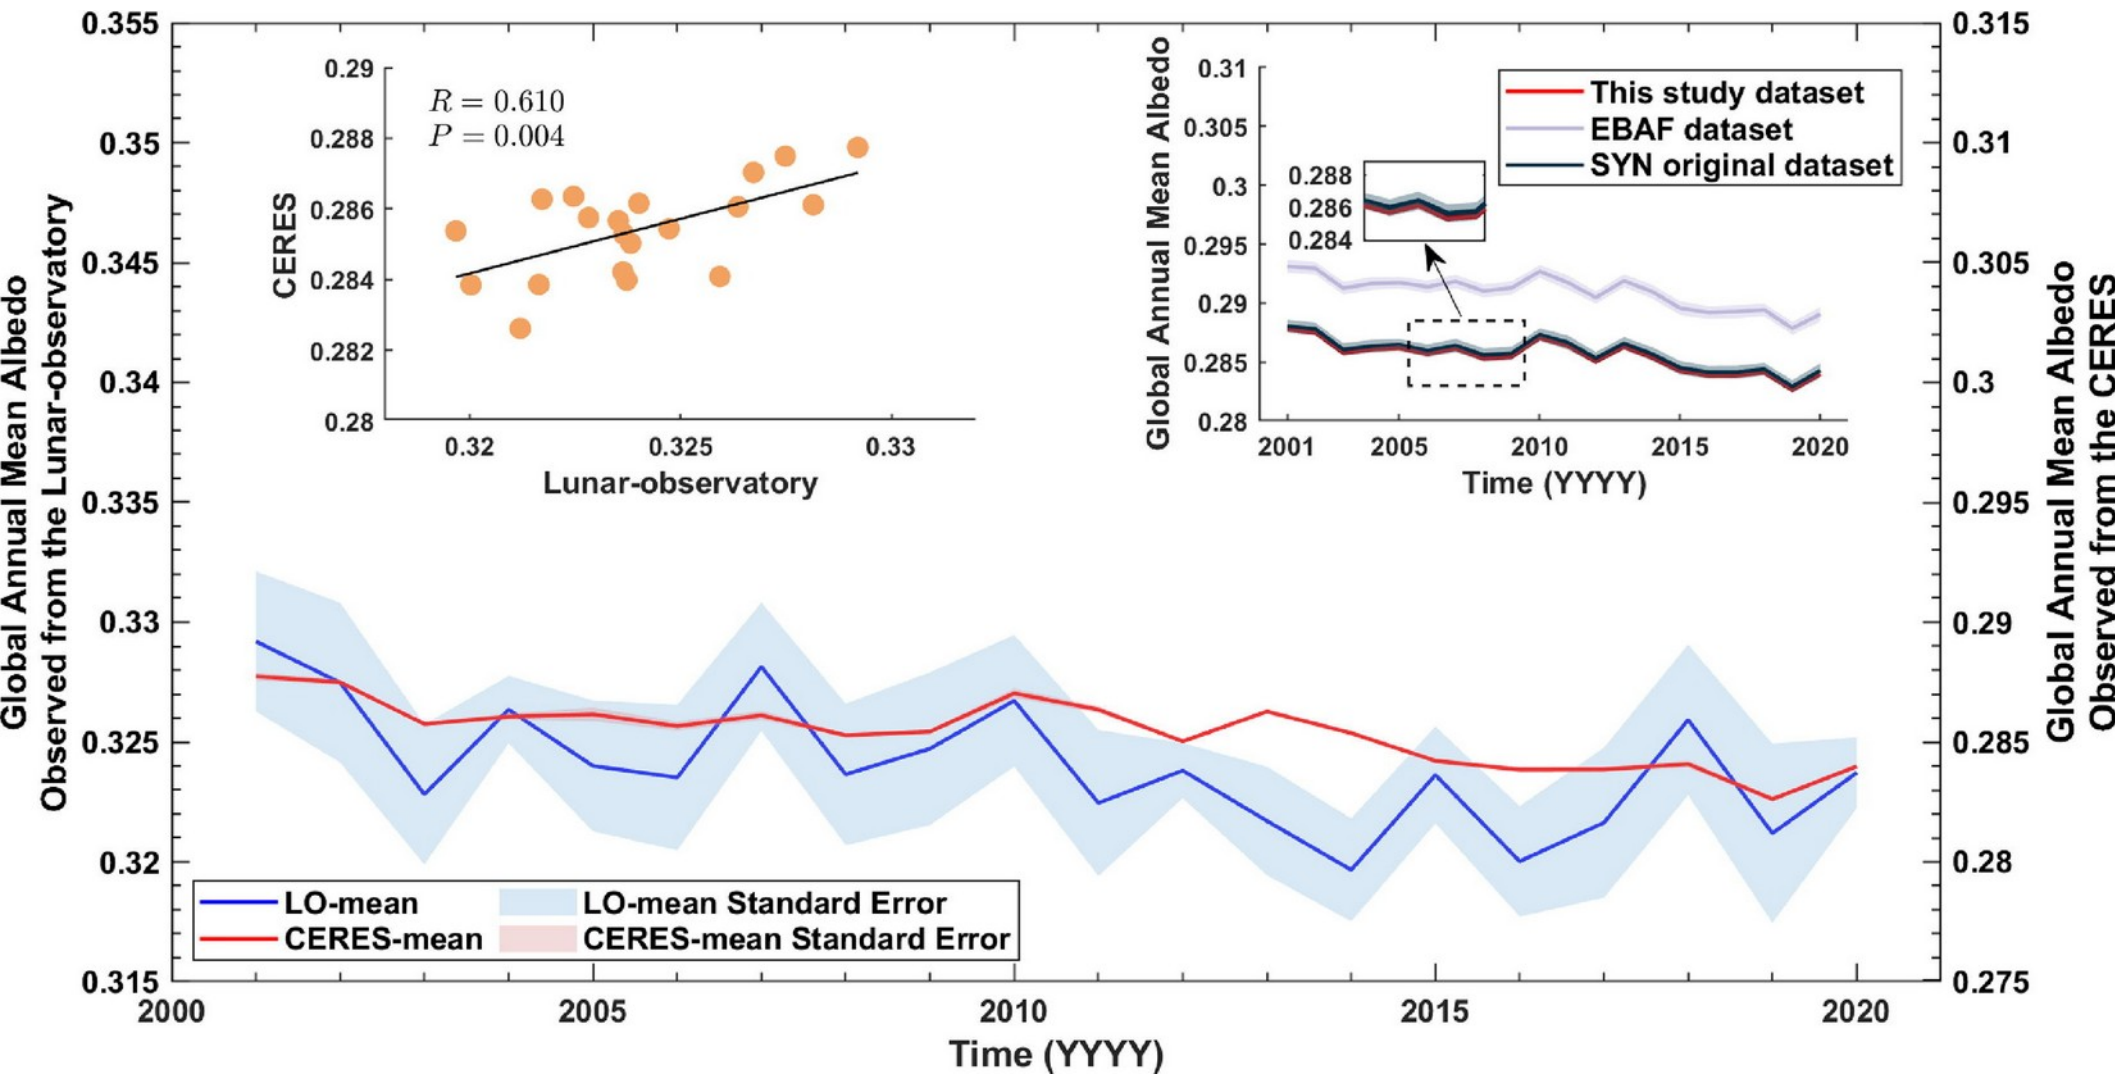 Global Annual Mean Albedo
Observed from the Lunar-observatory
0.355
0.35
0.345
0.34
0.335
0.33
0.325
0.32
0.315
2000
2005
2010
2015
2020
Time (YYYY)
0.315
0.31
0.305
0.3
0.295
0.29
0.285
0.28
0.275
Global Annual Mean Albedo
Observed from the CERES
CERES
0.29
0.288
0.286
0.284
0.282
0.28
R = 0.610
P = 0.004
0.32
0.325
0.33
Lunar-observatory
Global Annual Mean Albedo
0.31
0.305
0.3
0.295
0.29
0.285
0.28
0.288
0.286
0.284
This study dataset
EBAF dataset
SYN original dataset
2001
2005
2010
2015
2020
Time (YYYY)
LO-mean
CERES-mean
LO-mean Standard Error
CERES-mean Standard Error